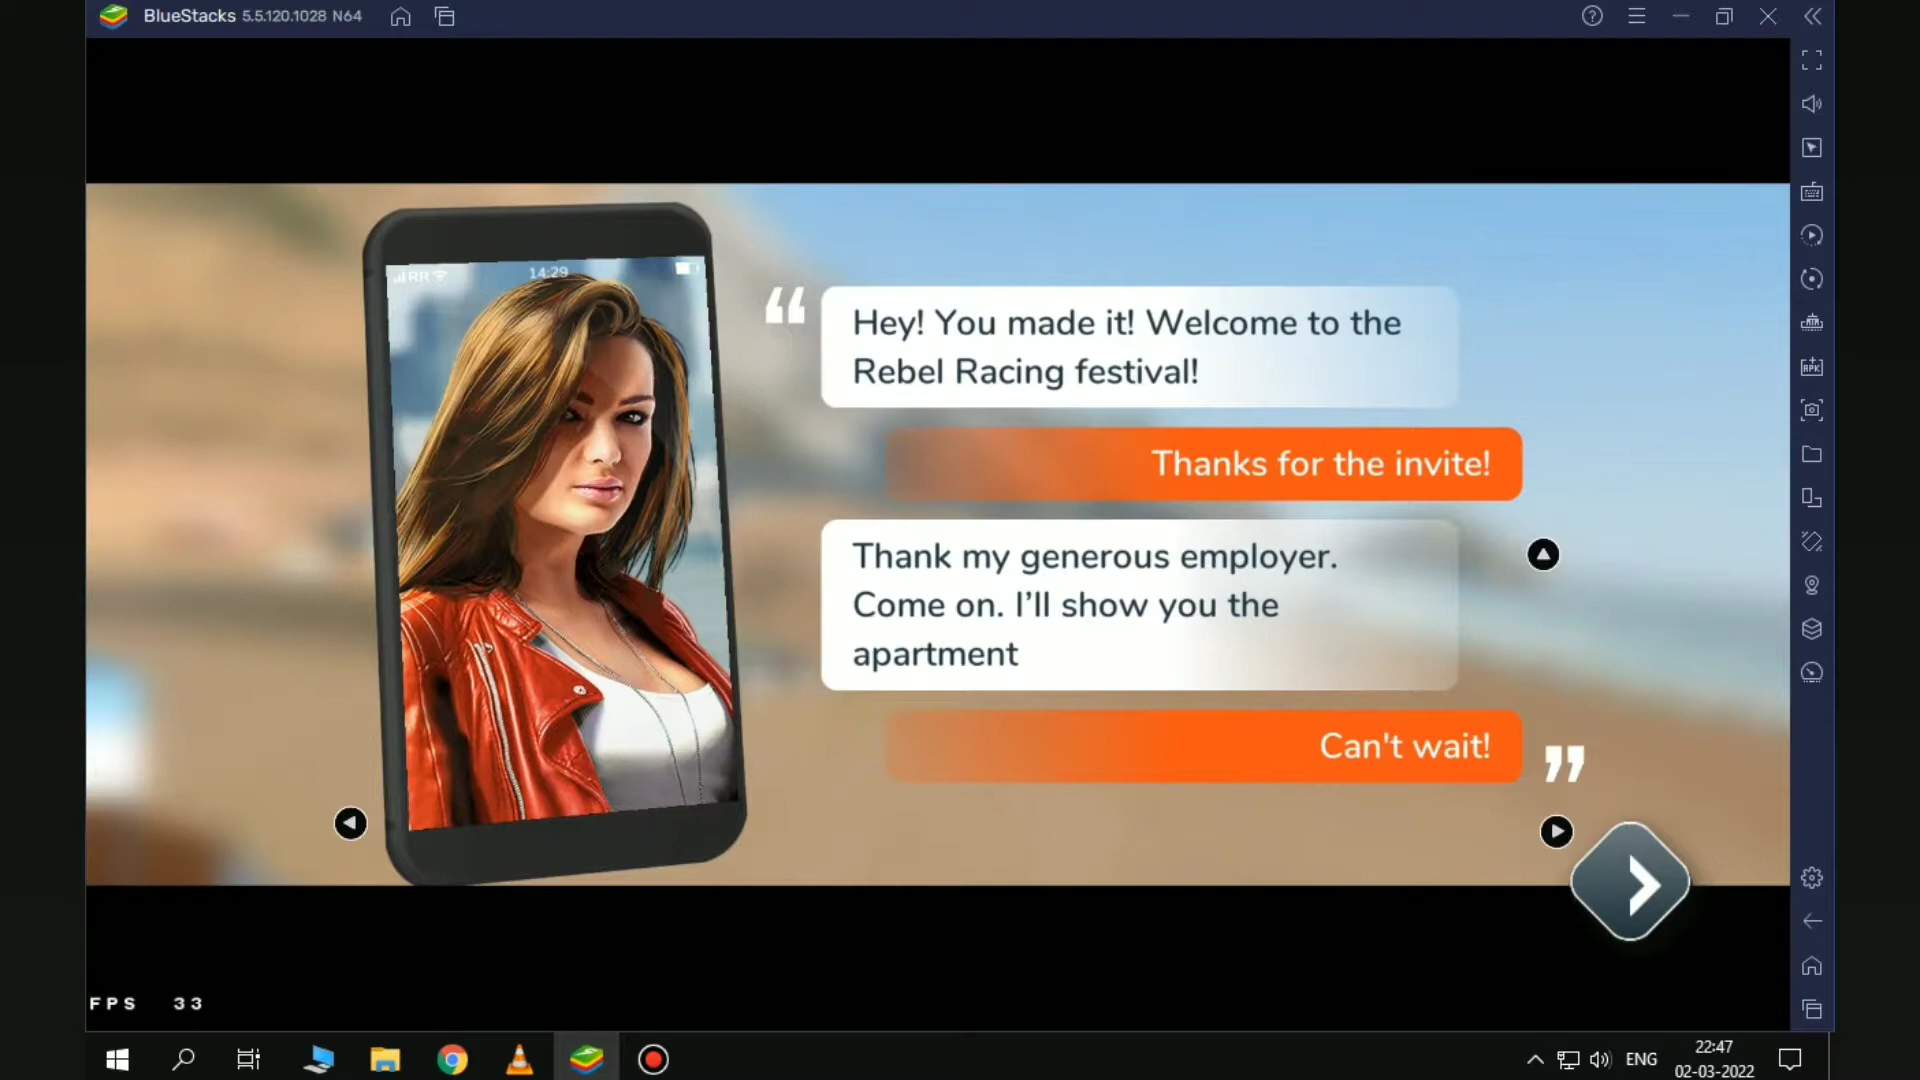 BlueStacks 5.5.120.1028 N64
RR 14:29
Hey! You made it! Welcome to the
Rebel Racing festival!
Thanks for the invite!
Thank my generous employer.
Come on. I’ll show you the
apartment
Can't wait!
FPS 33
ENG
22:47
02-03-2022